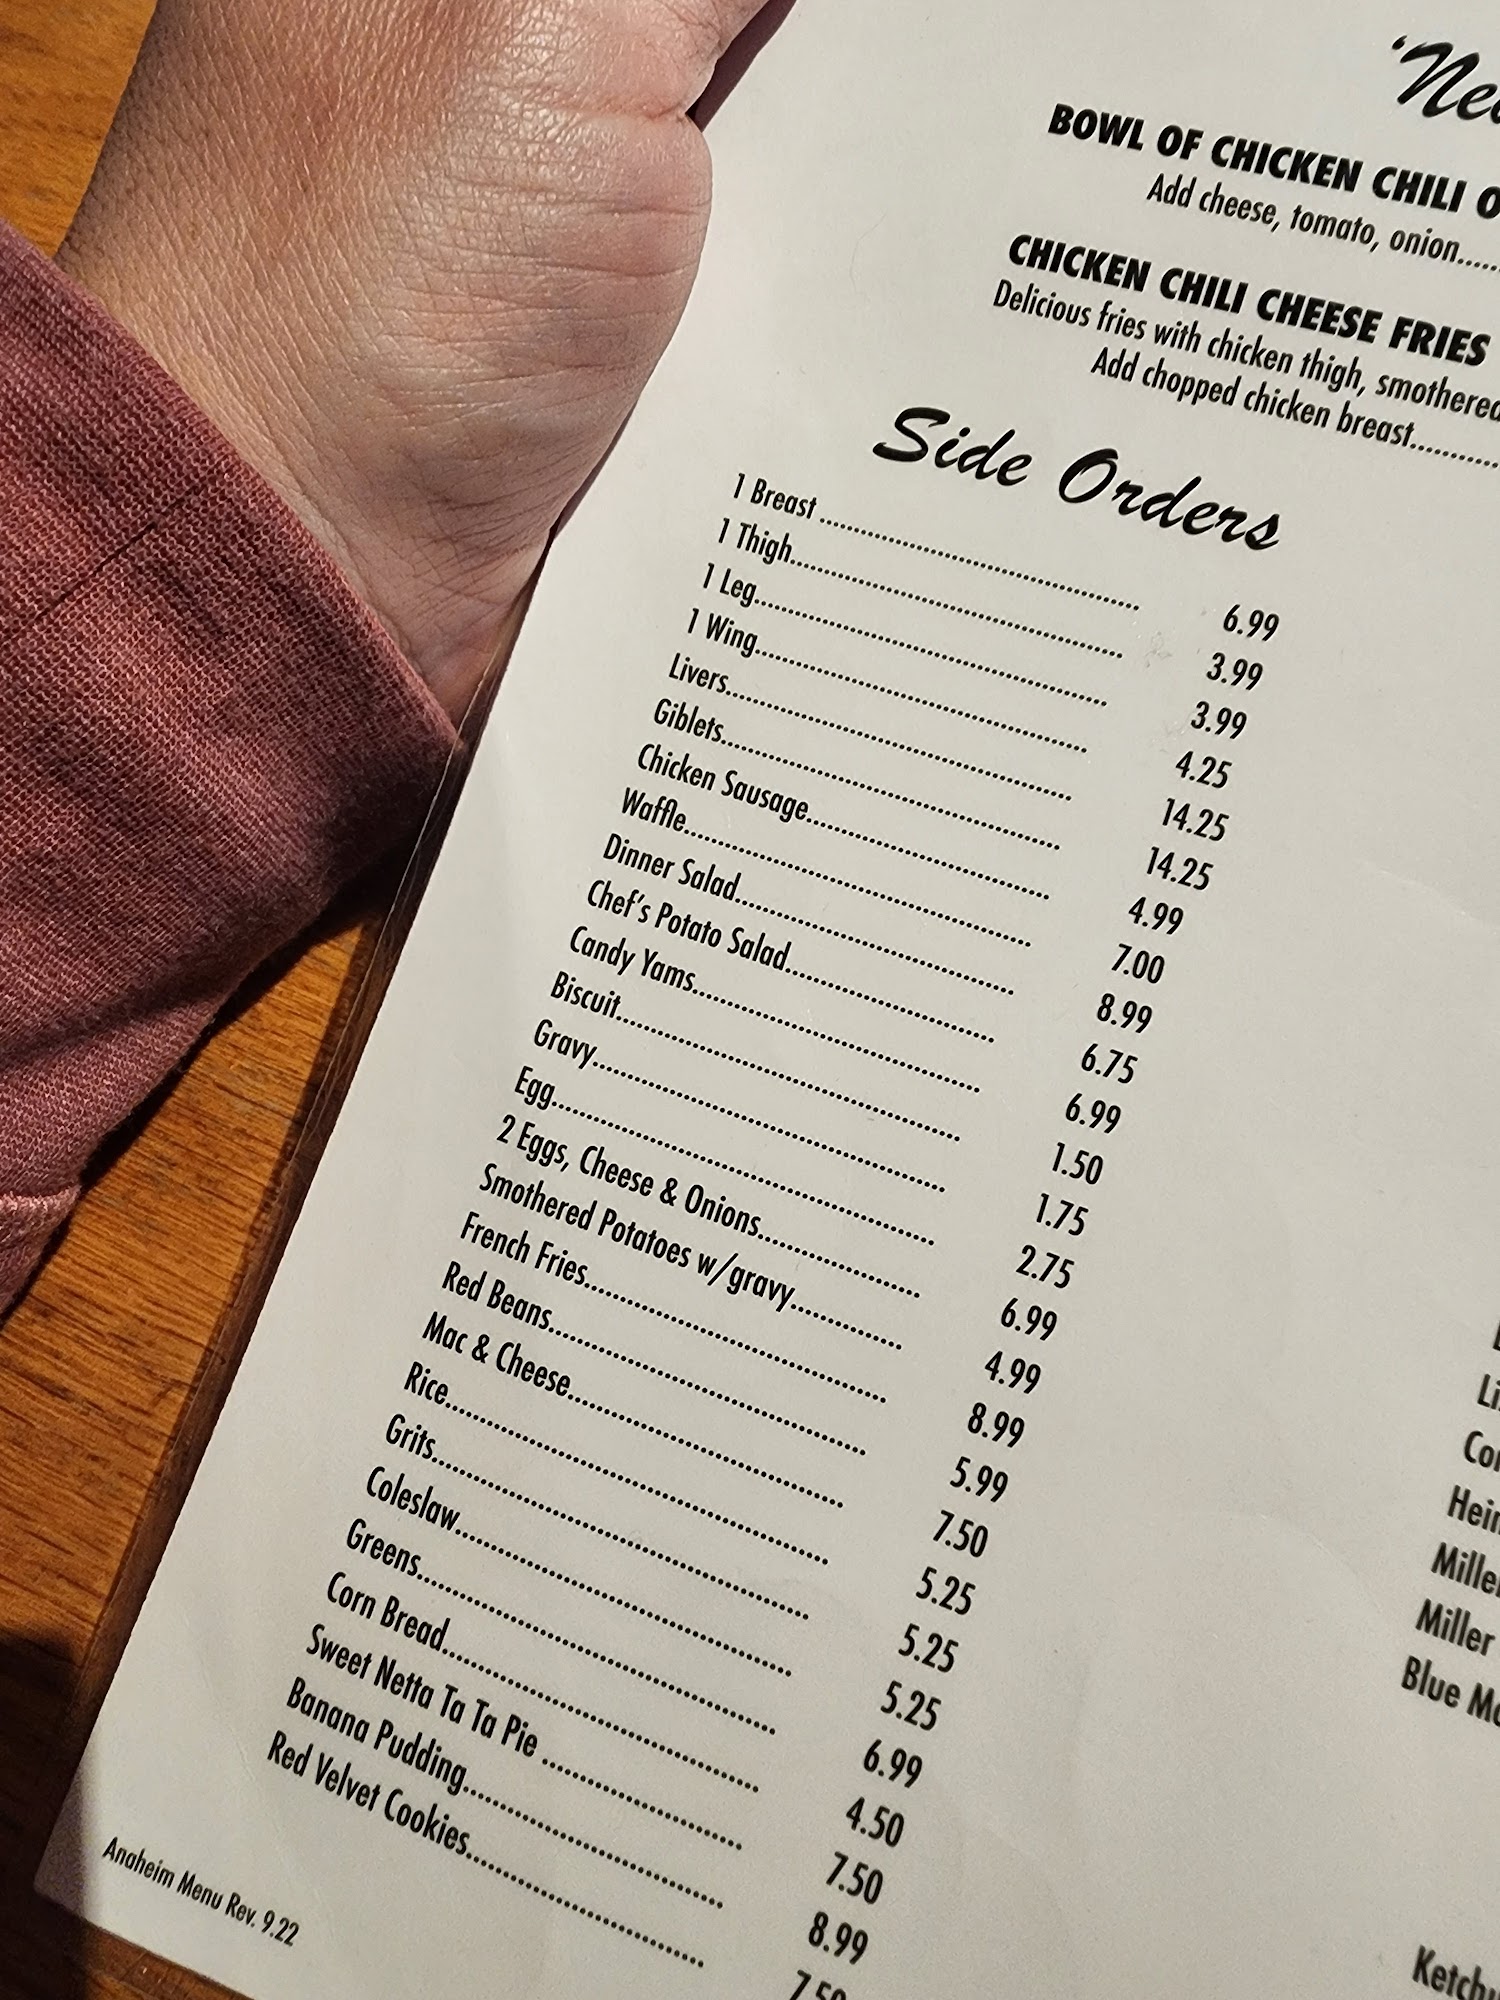 BOWL OF CHICKEN CHILI
Add cheese, tomato, onion......
CHICKEN CHILI CHEESE FRIES
Delicious fries with chicken thigh, smothered
Add chopped chicken breast..........
Side Orders
1 Breast .......... 6.99
1 Thigh.......... 3.99
1 Leg.......... 3.99
1 Wing.......... 4.25
Livers.......... 14.25
Giblets.......... 14.25
Chicken Sausage.......... 4.99
Waffle.......... 7.00
Dinner Salad.......... 8.99
Chef's Potato Salad.......... 6.75
Candy Yams.......... 6.99
Biscuit.......... 1.50
Gravy.......... 1.75
Egg.......... 2.75
2 Eggs, Cheese & Onions.......... 6.99
Smothered Potatoes w/gravy.......... 4.99
French Fries.......... 8.99
Red Beans.......... 5.99
Mac & Cheese.......... 7.50
Rice.......... 5.25
Grits.......... 5.25
Coleslaw.......... 5.25
Greens.......... 6.99
Corn Bread.......... 4.50
Sweet Netta Ta Ta Pie .......... 7.50
Banana Pudding.......... 8.99
Red Velvet Cookies.......... 7.50
Anaheim Menu Rev. 9.22
Miller
Blue